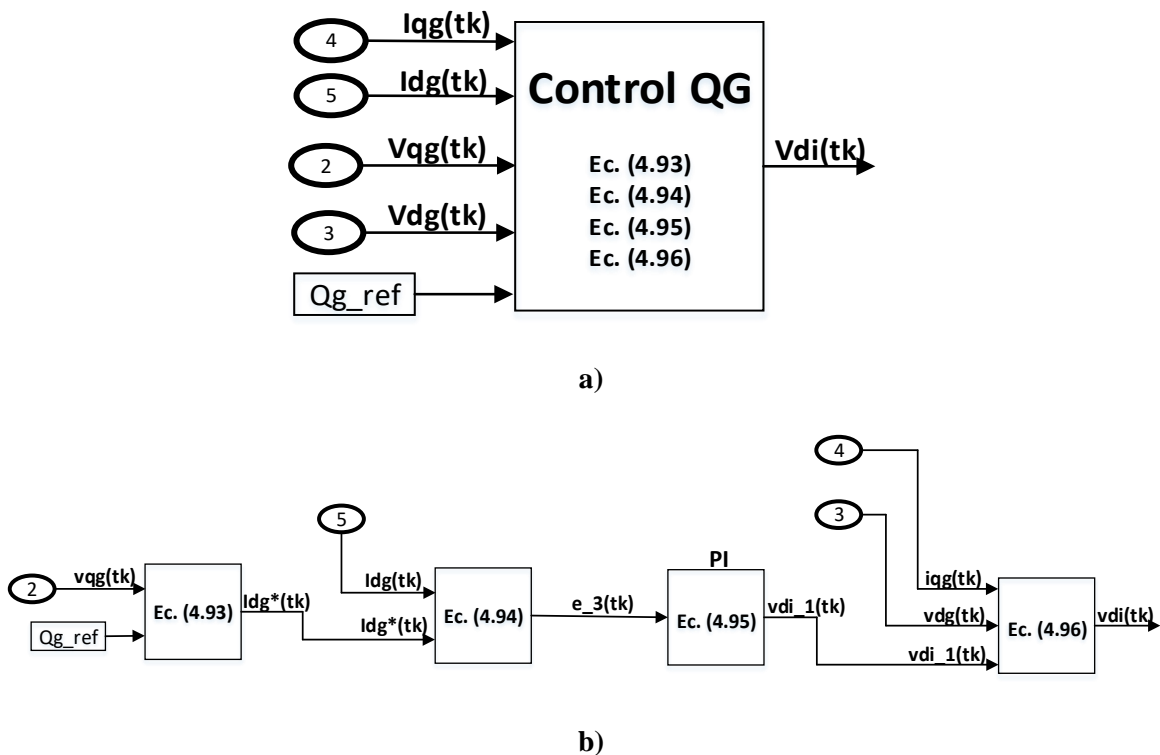 4
Iqg(tk)
5
Idg(tk)
2
Vqg(tk)
3
Vdg(tk)
Qg_ref
Control QG
Ec. (4.93)
Ec. (4.94)
Ec. (4.95)
Ec. (4.96)
Vdi(tk)
a)
2
vqg(tk)
Qg_ref
Ec. (4.93)
Idg*(tk)
5
Idg(tk)
Idg*(tk)
Ec. (4.94)
e_3(tk)
PI
Ec. (4.95)
vdi_1(tk)
4
3
iqg(tk)
vdg(tk)
vdi_1(tk)
Ec. (4.96)
vdi(tk)
b)